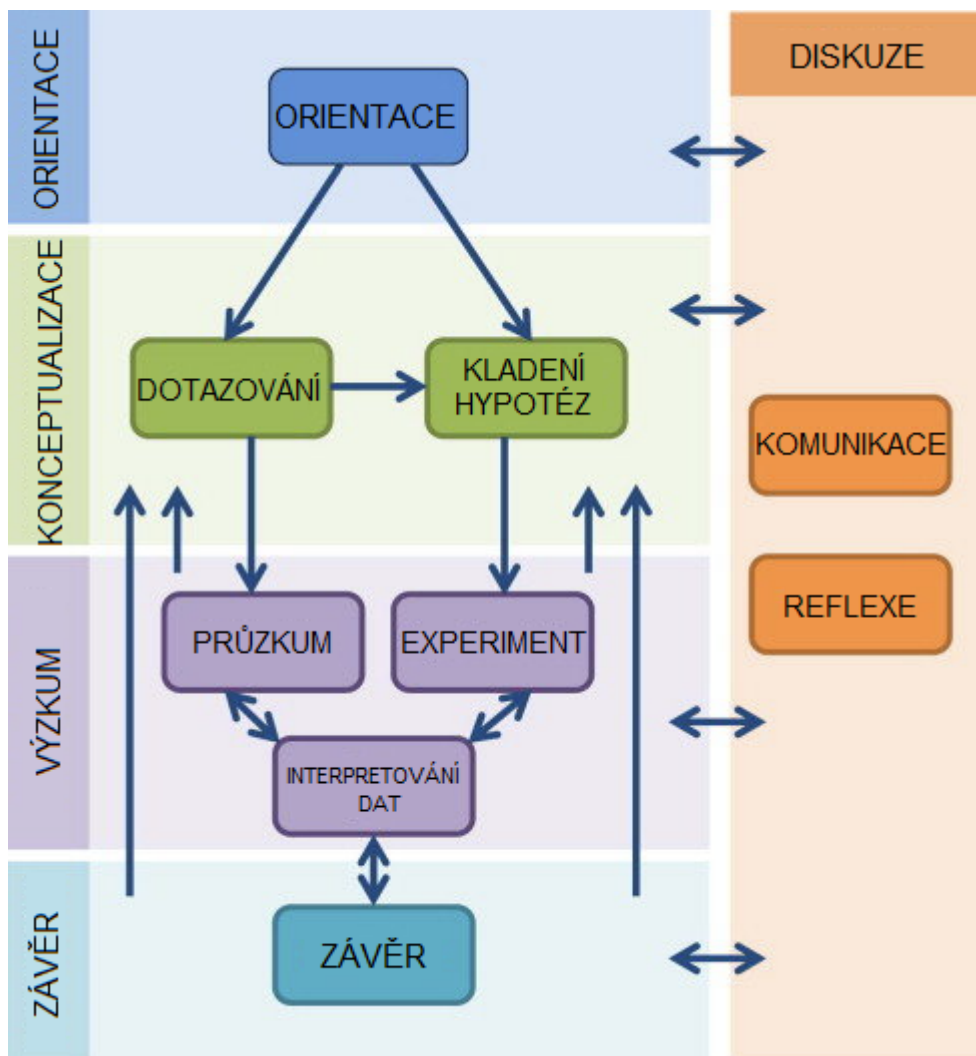 ORIENTACE
ORIENTACE
DISKUZE
KONCEPTUALIZACE
DOTAZOVÁNÍ
KLADENÍ
HYPOTÉZ
KOMUNIKACE
REFLEXE
VÝZKUM
PRŮZKUM
EXPERIMENT
INTERPRETOVÁNÍ
DAT
ZÁVĚR
ZÁVĚR